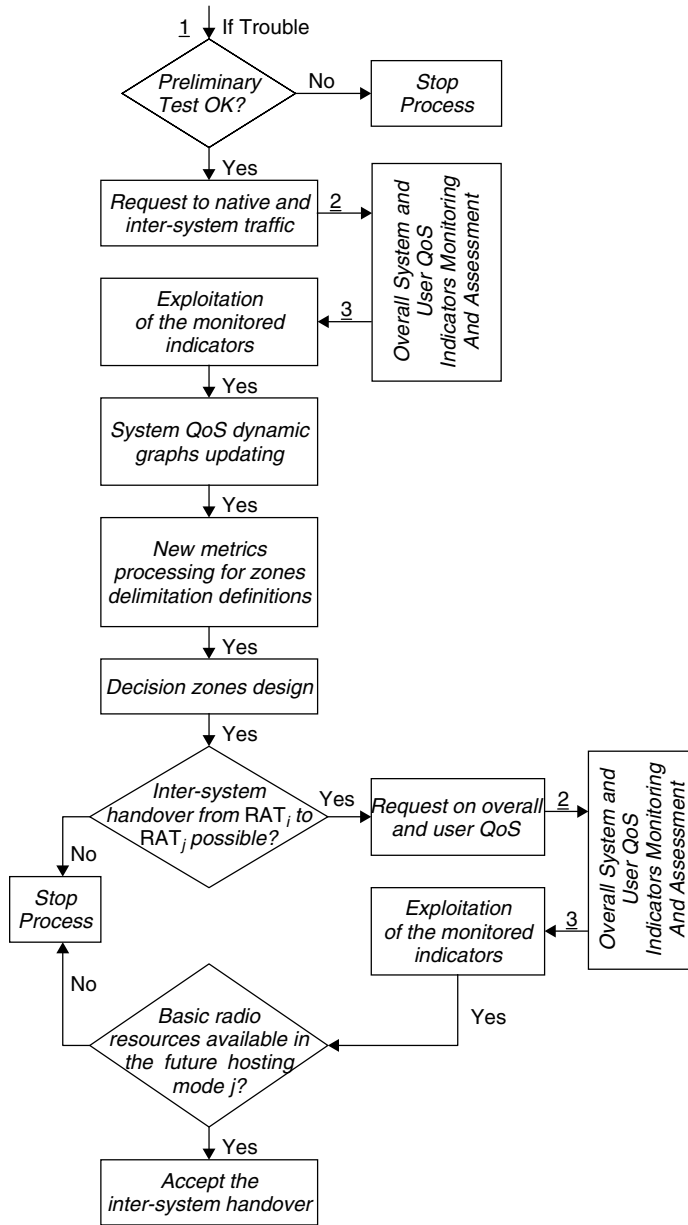 1
If Trouble
Preliminary
Test OK?
No
Stop
Process
Yes
Request to native and
inter-system traffic
2
Overall System and
User QoS
Indicators Monitoring
And Assessment
3
Exploitation
of the monitored
indicators
Yes
System QoS dynamic
graphs updating
Yes
New metrics
processing for zones
delimitation definitions
Yes
Decision zones design
Yes
Inter-system
handover from RATi to
RATj possible?
Yes
Request on overall
and user QoS
2
Overall System and
User QoS
Indicators Monitoring
And Assessment
No
Stop
Process
3
Exploitation
of the monitored
indicators
Yes
No
Basic radio
resources available in
the future hosting
mode j?
Yes
Accept the
inter-system handover